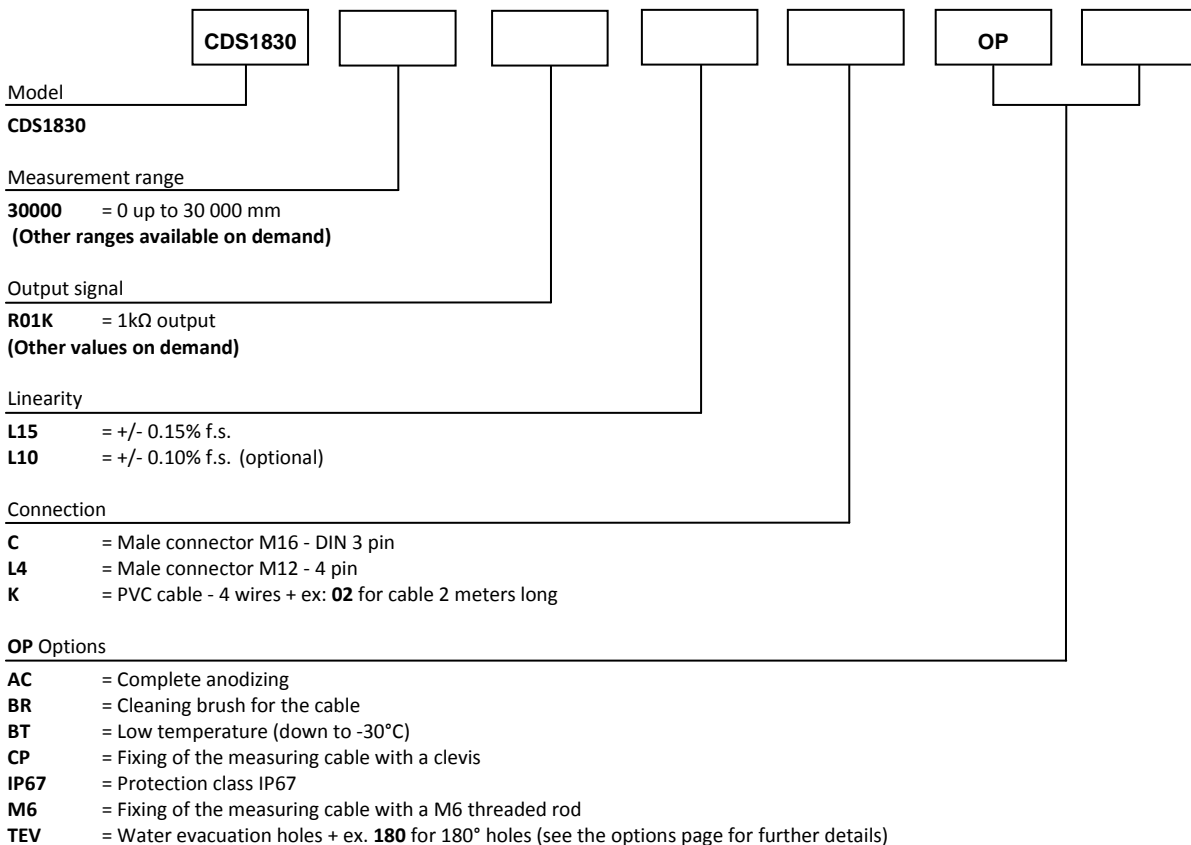 CDS1830 OP
Model
CDS1830
Measurement range
30000 = 0 up to 30 000 mm
(Other ranges available on demand)
Output signal
R01K = 1kΩ output
(Other values on demand)
Linearity
L15 = +/- 0.15% f.s.
L10 = +/- 0.10% f.s. (optional)
Connection
C = Male connector M16 - DIN 3 pin
L4 = Male connector M12 - 4 pin
K = PVC cable - 4 wires + ex: 02 for cable 2 meters long
OP Options
AC = Complete anodizing
BR = Cleaning brush for the cable
BT = Low temperature (down to -30°C)
CP = Fixing of the measuring cable with a clevis
IP67 = Protection class IP67
M6 = Fixing of the measuring cable with a M6 threaded rod
TEV = Water evacuation holes + ex. 180 for 180° holes (see the options page for further details)